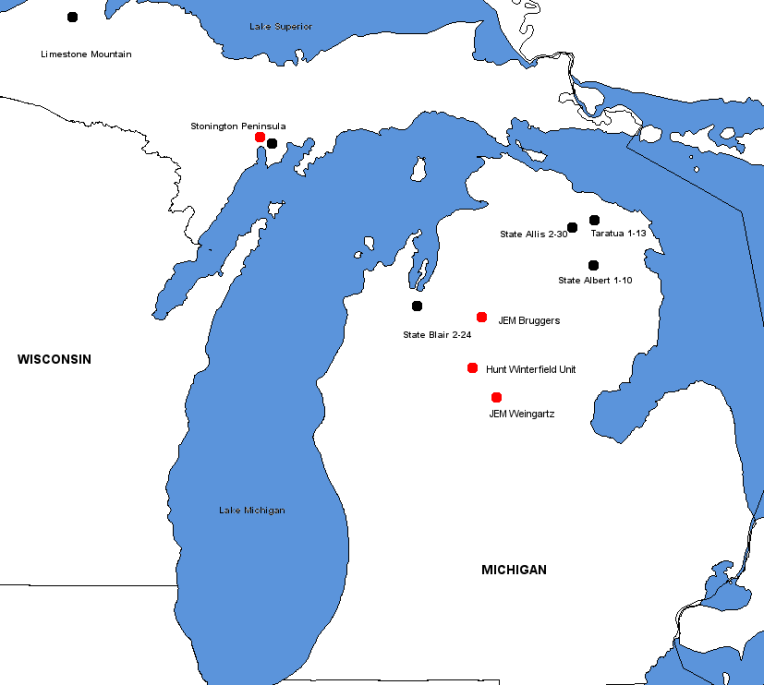 Lake Superior
Limestone Mountain
Stonington Peninsula
State Allis 2-30
Taratua 1-13
State Albert 1-10
JEM Bruggers
State Blair 2-24
WISCONSIN
Hunt Winterfield Unit
JEM Weingartz
Lake Michigan
MICHIGAN